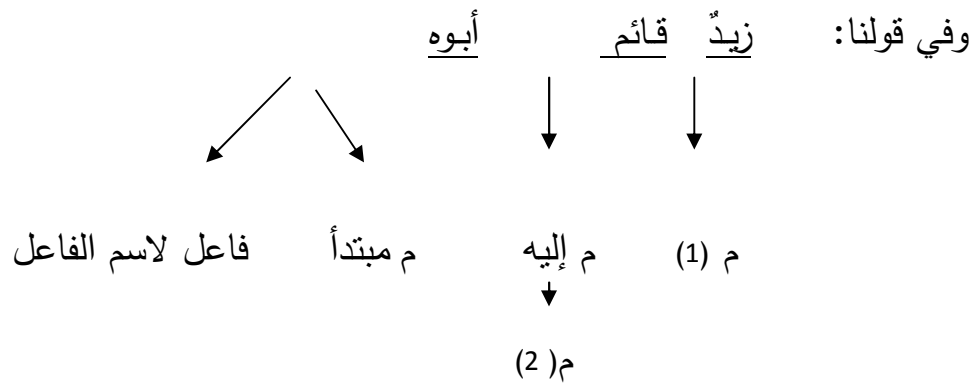 وفي قولنا: زيدٌ قائم أبوه
م (1) م إليه م مبتدأ فاعل لاسم الفاعل
م( 2)